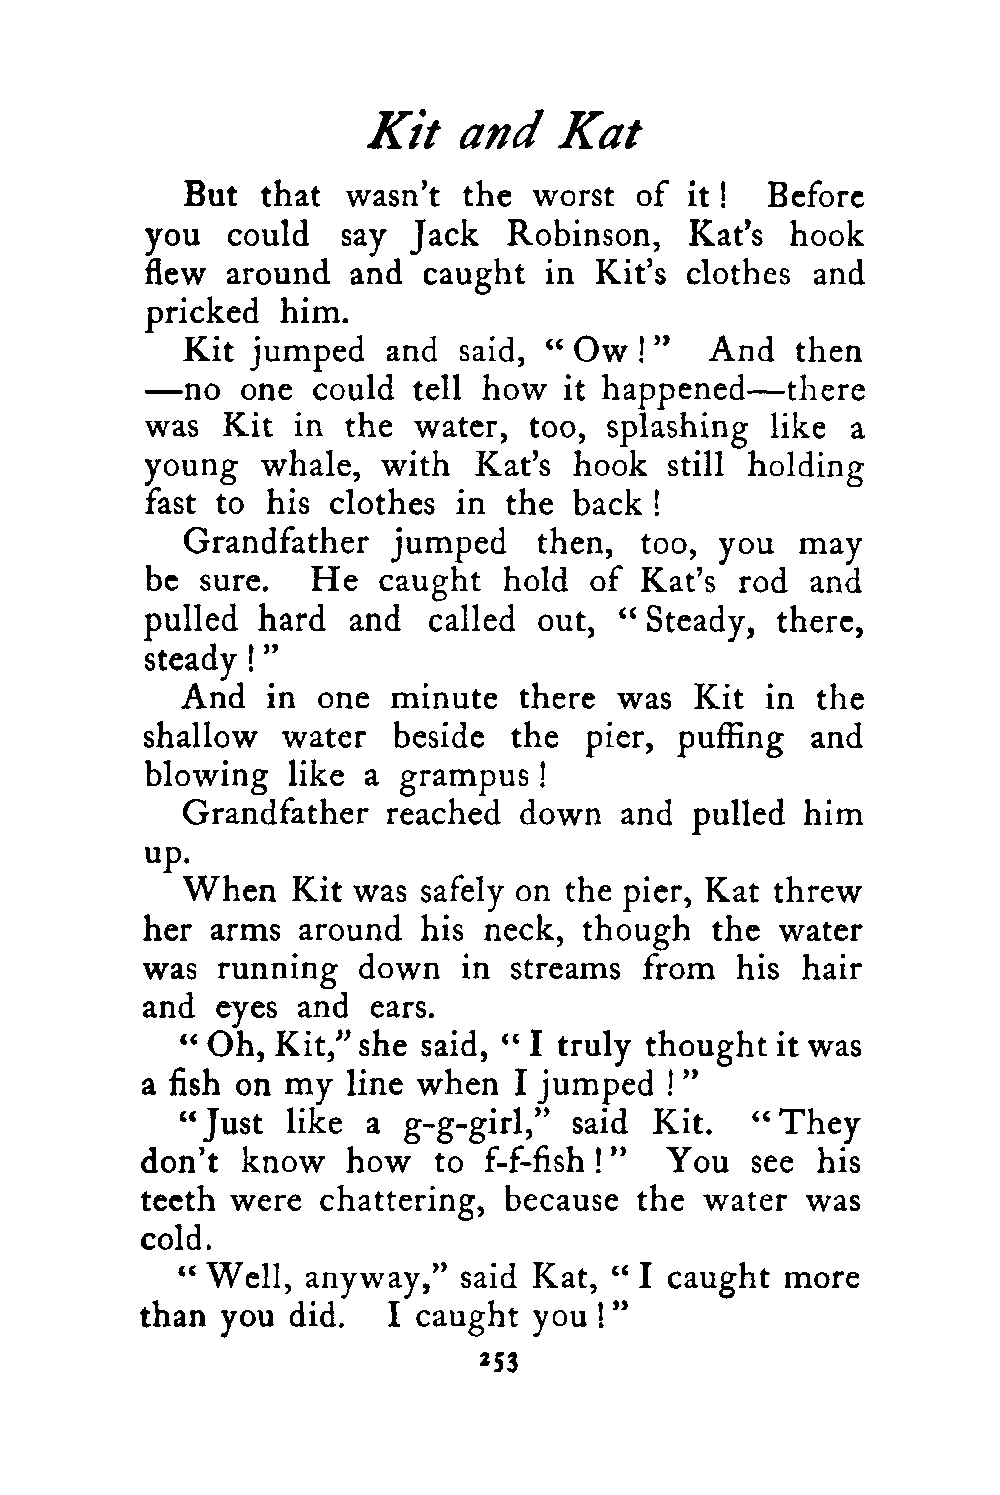 Kit and Kat
But that wasn't the worst of it! Before
you could say Jack Robinson, Kat's hook
flew around and caught in Kit's clothes and
pricked him.
Kit jumped and said, "Ow!" And then
—no one could tell how it happened—there
was Kit in the water, too, splashing like a
young whale, with Kat's hook still holding
fast to his clothes in the back!
Grandfather jumped then, too, you may
be sure. He caught hold of Kat's rod and
pulled hard and called out, "Steady, there,
steady!"
And in one minute there was Kit in the
shallow water beside the pier, puffing and
blowing like a grampus!
Grandfather reached down and pulled him
up.
When Kit was safely on the pier, Kat threw
her arms around his neck, though the water
was running down in streams from his hair
and eyes and ears.
"Oh, Kit," she said, "I truly thought it was
a fish on my line when I jumped!"
"Just like a g-g-girl," said Kit. "They
don't know how to f-f-fish!" You see his
teeth were chattering, because the water was
cold.
"Well, anyway," said Kat, "I caught more
than you did. I caught you!"
253